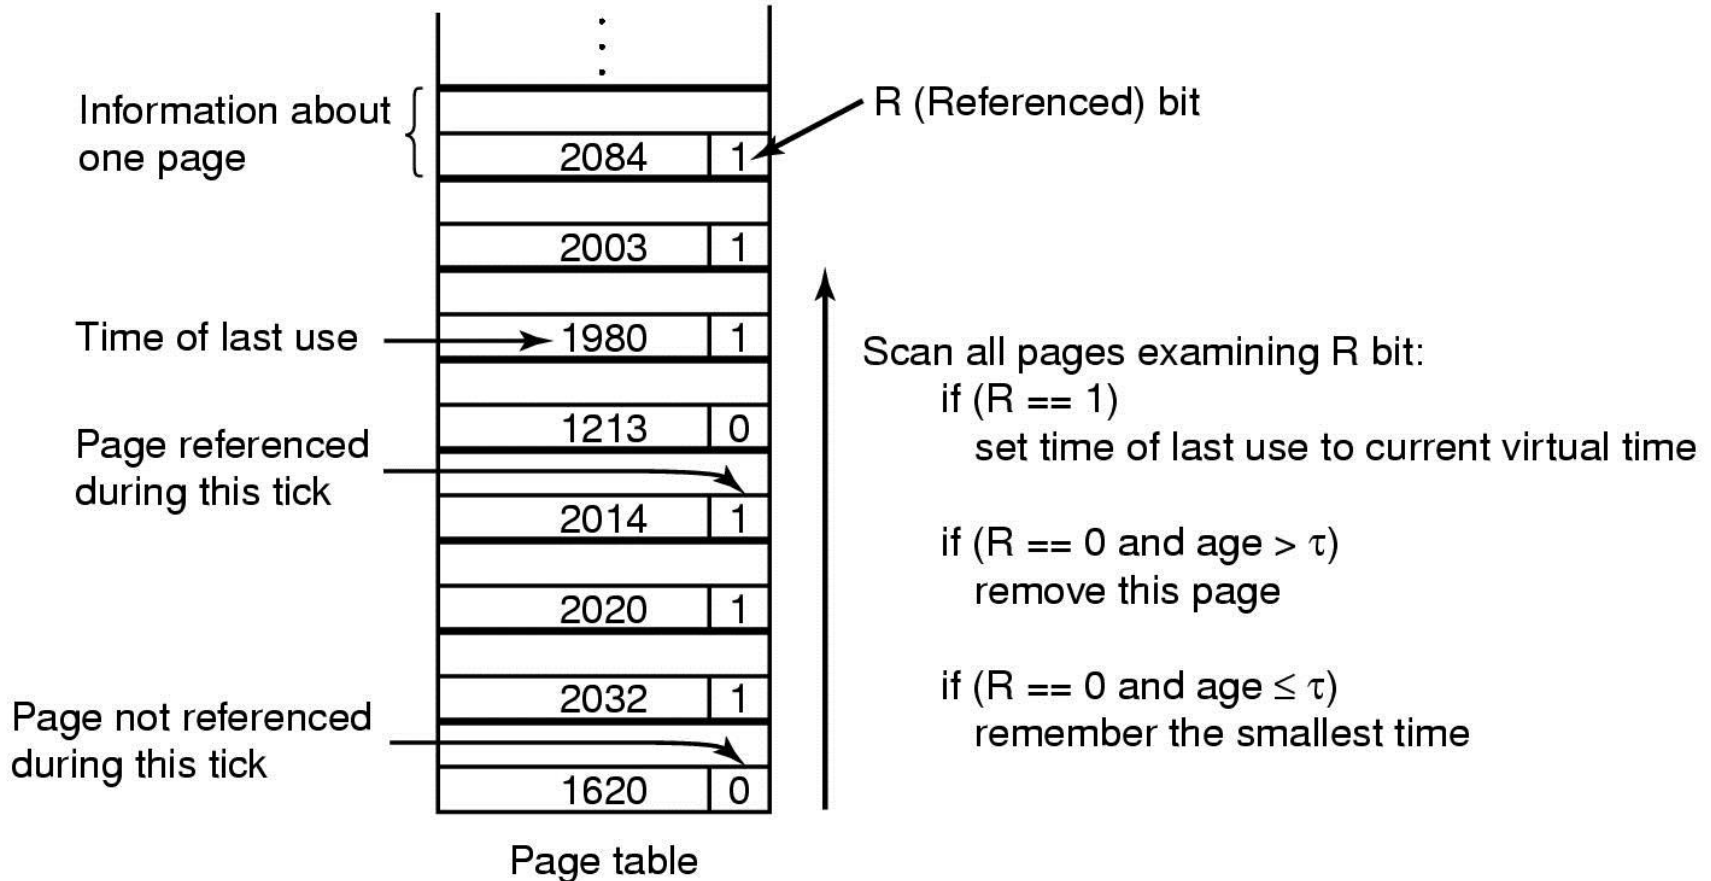 Information about
one page
R (Referenced) bit
2084 1
2003 1
Time of last use
1980 1
1213 0
Page referenced
during this tick
2014 1
2020 1
2032 1
Page not referenced
during this tick
1620 0
Page table
Scan all pages examining R bit:
if (R == 1)
set time of last use to current virtual time
if (R == 0 and age > τ)
remove this page
if (R == 0 and age ≤ τ)
remember the smallest time